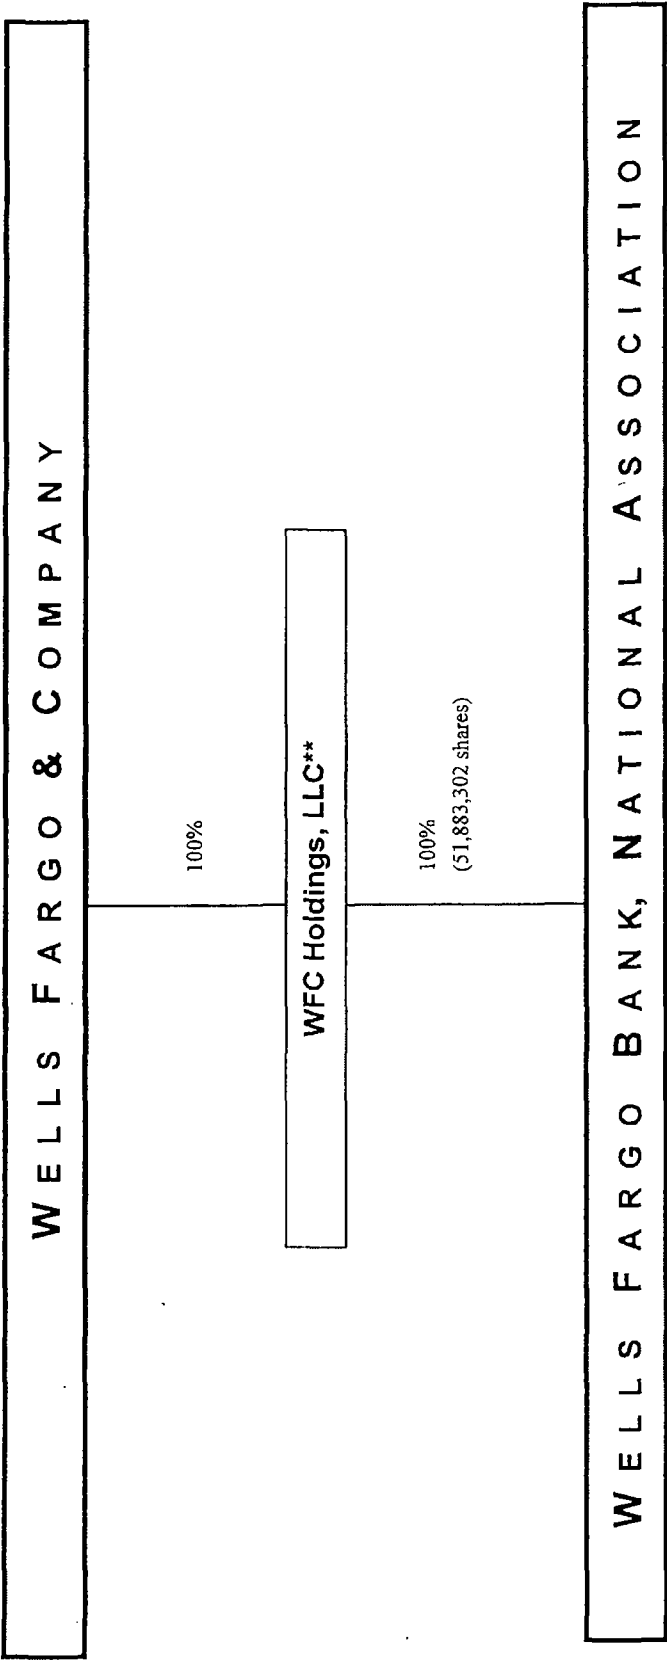 WELLS FARGO & COMPANY
100%
WFC Holdings, LLC**
100%
(51,883,302 shares)
WELLS FARGO BANK, NATIONAL ASSOCIATION